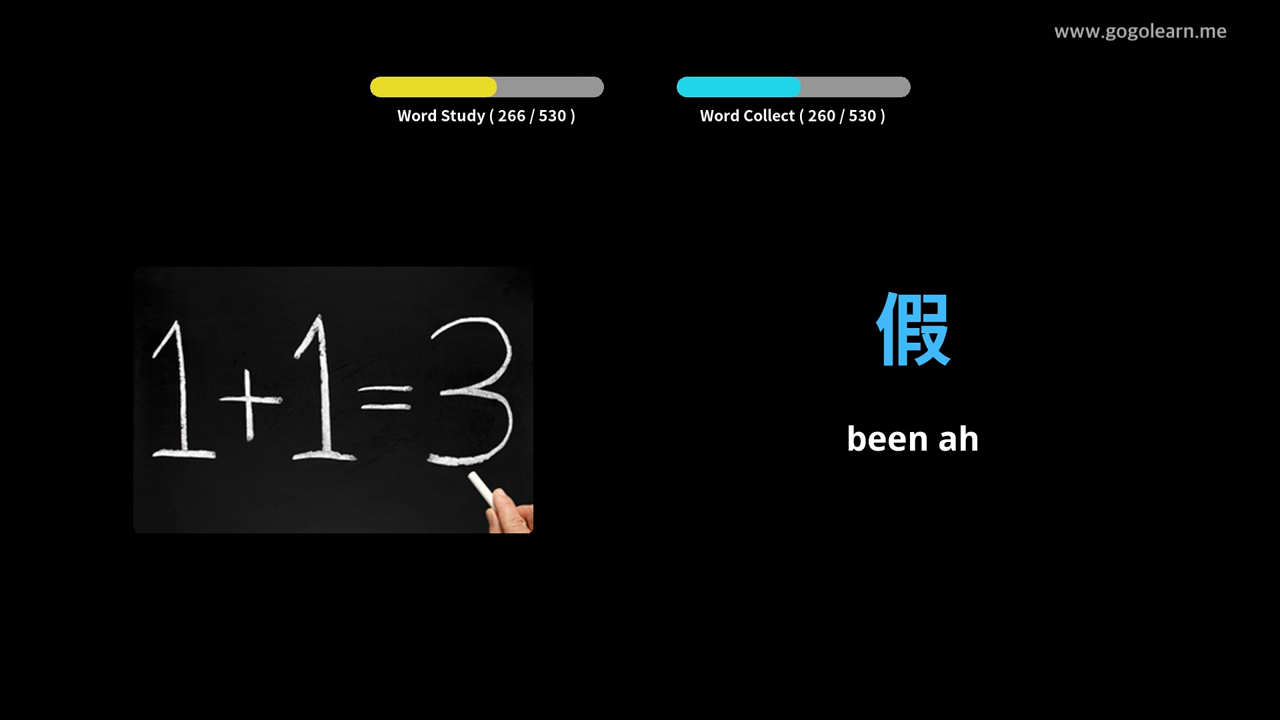 www.gogolearn.me
Word Study ( 266 / 530 )
Word Collect ( 260 / 530 )
1+1=3
假
been ah